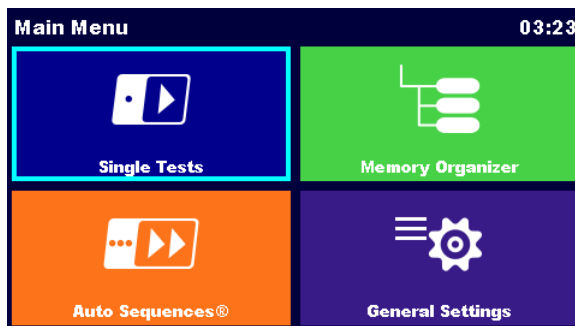 Main Menu 03:23
Single Tests
Memory Organizer
Auto Sequences®
General Settings